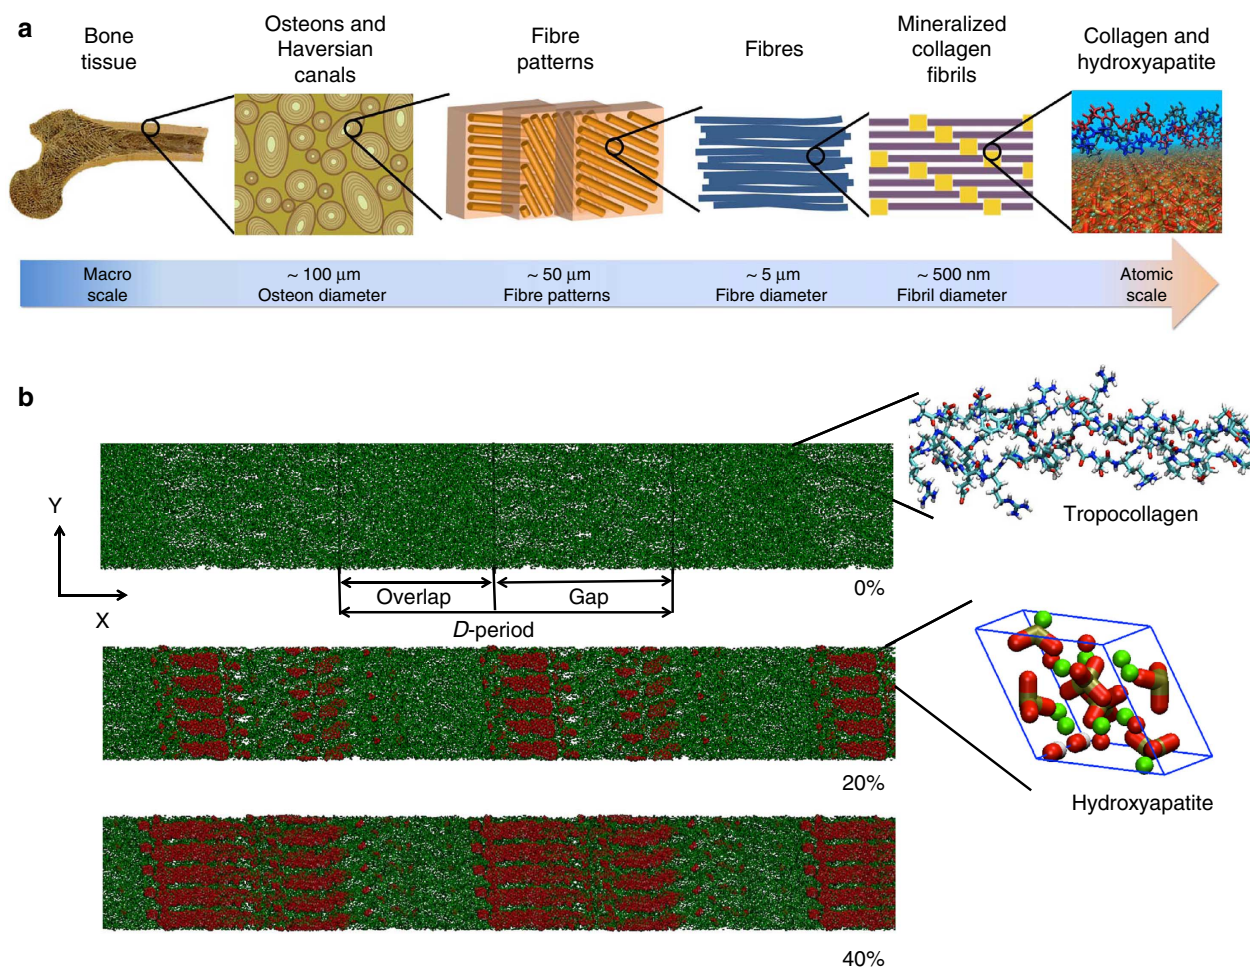 a
Bone
tissue
Osteons and
Haversian
canals
Fibre
patterns
Fibres
Mineralized
collagen
fibrils
Collagen and
hydroxyapatite
Macro
scale
~ 100 μm
Osteon diameter
~ 50 μm
Fibre patterns
~ 5 μm
Fibre diameter
~ 500 nm
Fibril diameter
Atomic
scale
b
Y
X
Overlap
Gap
D-period
0%
Tropocollagen
20%
Hydroxyapatite
40%